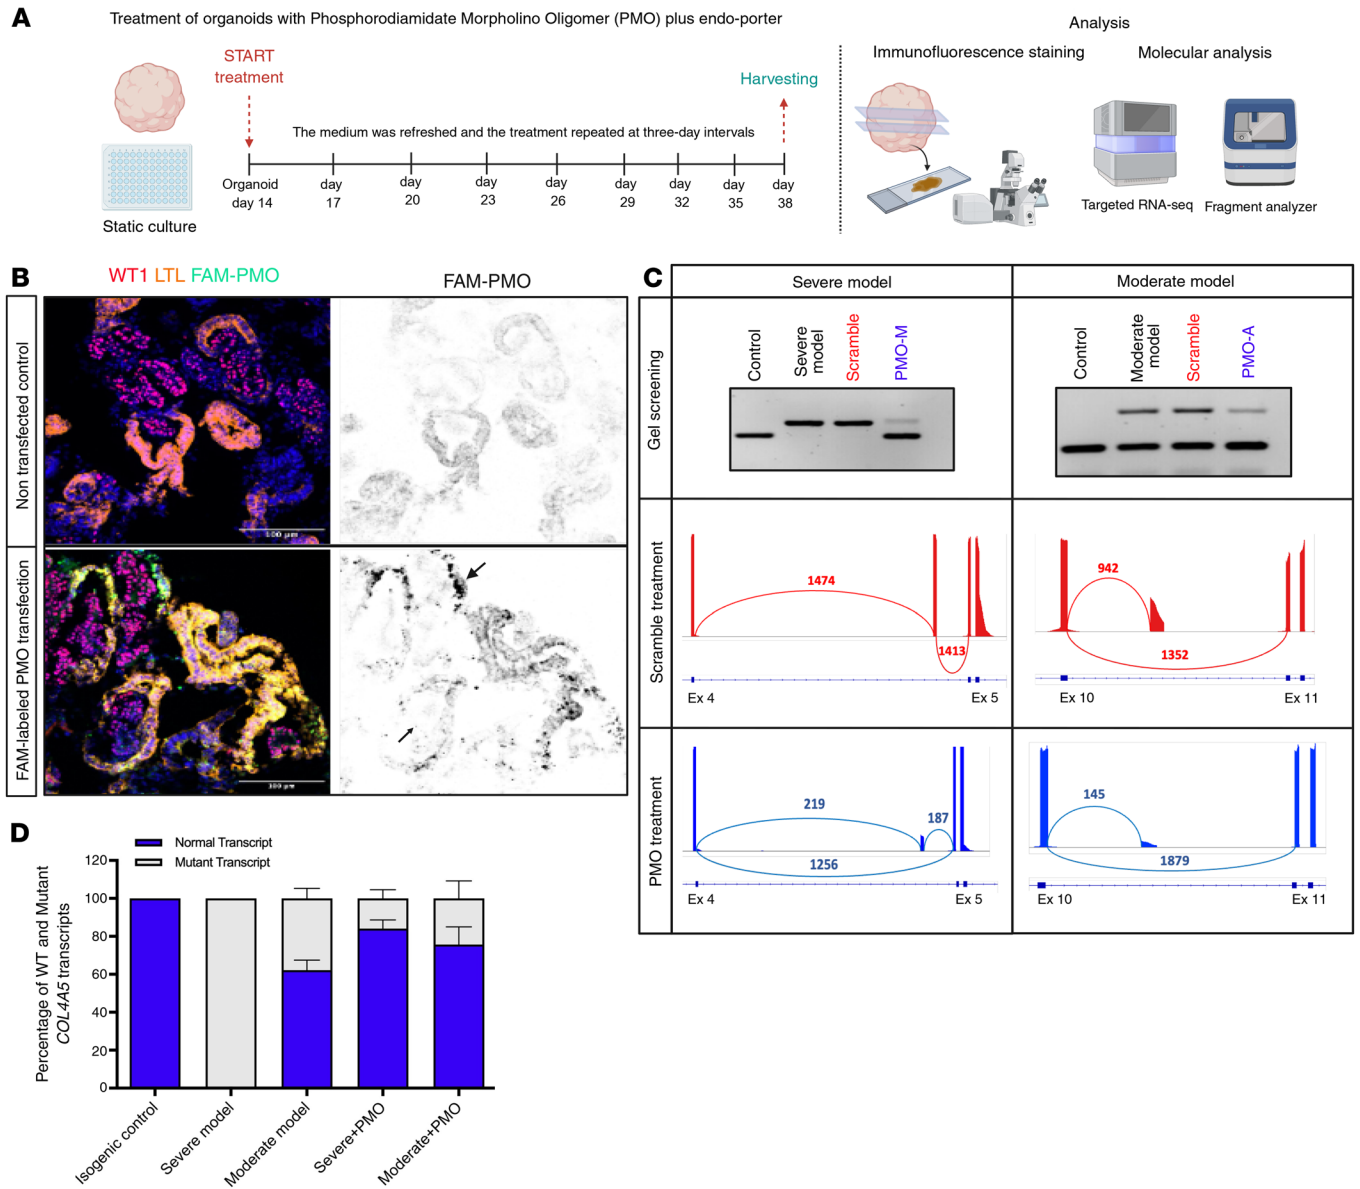 A
Treatment of organoids with Phosphorodiamidate Morpholino Oligomer (PMO) plus endo-porter
Analysis
START
treatment
Harvesting
Immunofluorescence staining
Molecular analysis
The medium was refreshed and the treatment repeated at three-day intervals
Organoid
day 14
day
17
day
20
day
23
day
26
day
29
day
32
day
35
day
38
Static culture
Targeted RNA-seq
Fragment analyzer
B
WT1 LTL FAM-PMO
FAM-PMO
Non transfected control
100 µm
FAM-labeled PMO transfection
100 µm
C
Severe model
Moderate model
Gel screening
Control
Severe
model
Scramble
PMO-M
Control
Moderate
model
Scramble
PMO-A
Scramble treatment
1474
1413
Ex 4
Ex 5
942
1352
Ex 10
Ex 11
PMO treatment
219
187
1256
Ex 4
Ex 5
145
1879
Ex 10
Ex 11
D
Normal Transcript
Mutant Transcript
Percentage of WT and Mutant
COL4A5 transcripts
120
100
80
60
40
20
0
Isogenic control
Severe model
Moderate model
Severe+PMO
Moderate+PMO